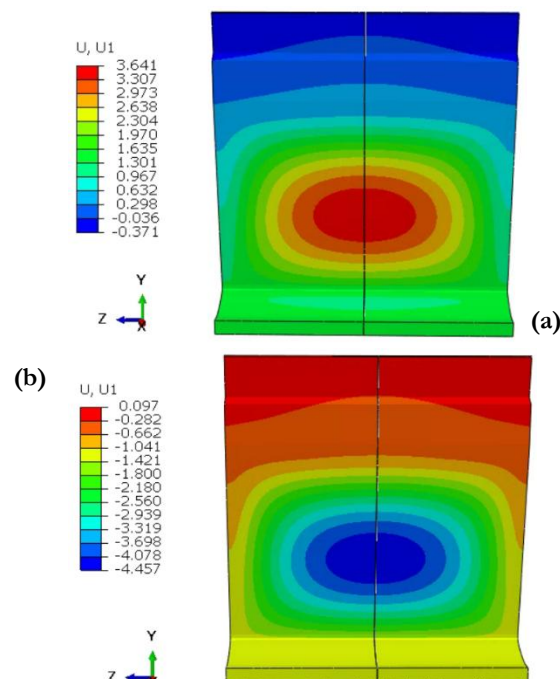 U, U1
3.641
3.307
2.973
2.638
2.304
1.970
1.635
1.301
0.967
0.632
0.298
-0.036
-0.371
Y
Z
X
(a)
(b)
U, U1
0.097
-0.282
-0.662
-1.041
-1.421
-1.800
-2.180
-2.560
-2.939
-3.319
-3.698
-4.078
-4.457
Y
Z